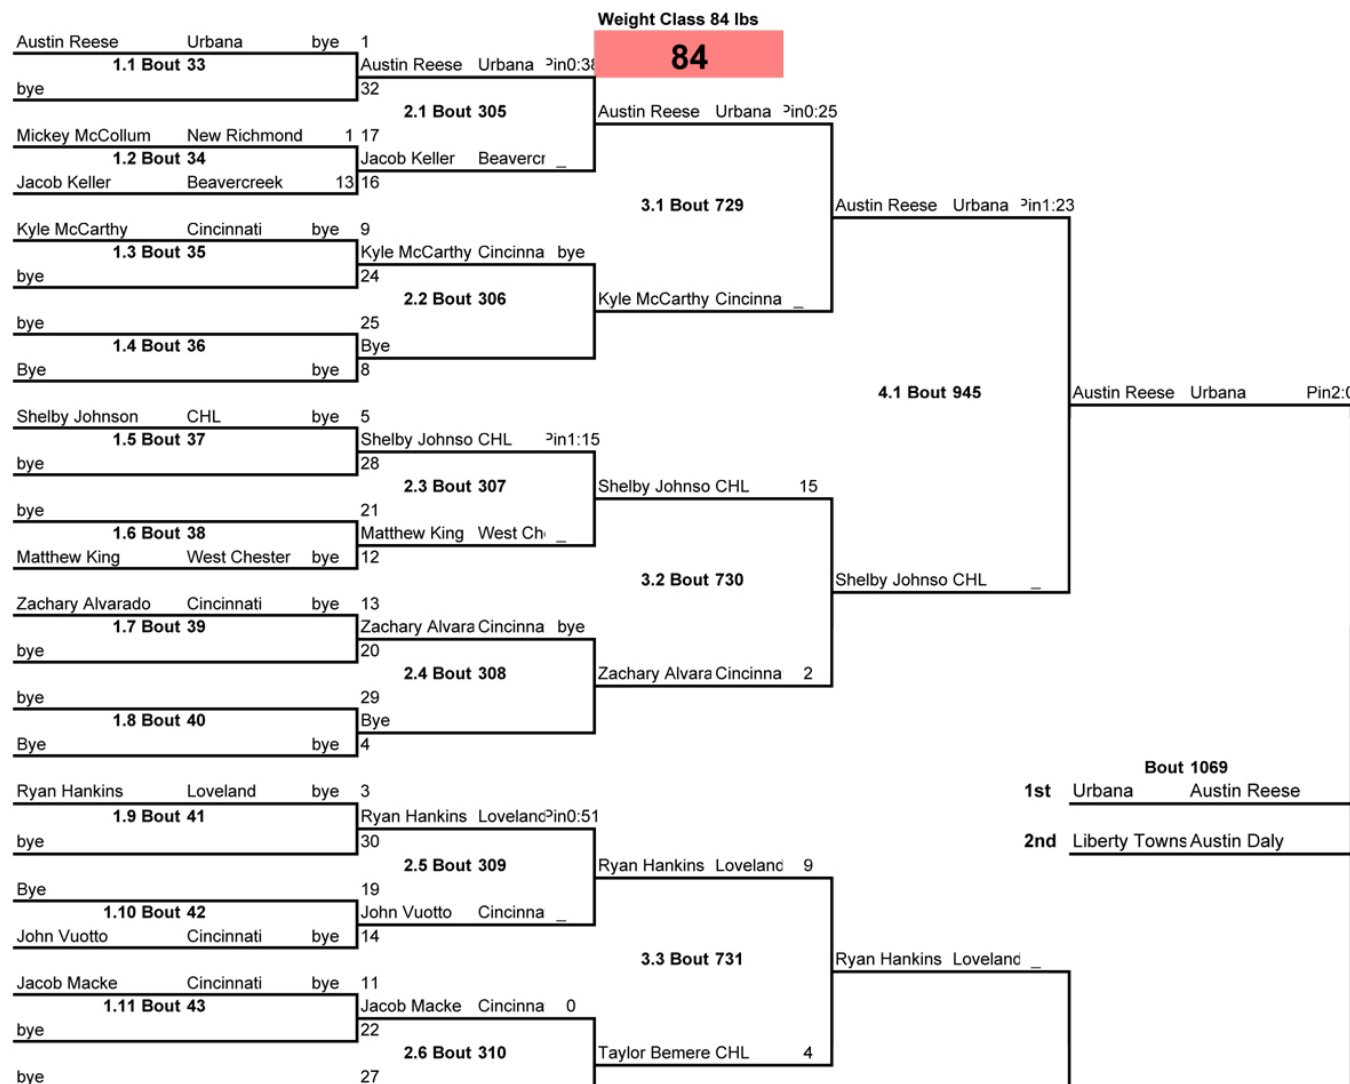 Weight Class 84 lbs
84
Austin Reese Urbana bye 1
1.1 Bout 33
bye 32
Austin Reese Urbana Pin0:38
2.1 Bout 305
Mickey McCollum New Richmond 1 17
1.2 Bout 34
Jacob Keller Beavercreek 13 16
Jacob Keller Beavercr _
Austin Reese Urbana Pin0:25
3.1 Bout 729
Kyle McCarthy Cincinnati bye 9
1.3 Bout 35
bye 24
Kyle McCarthy Cincinna bye
2.2 Bout 306
bye 25
1.4 Bout 36
Bye bye 8
Bye
Kyle McCarthy Cincinna _
Austin Reese Urbana Pin1:23
4.1 Bout 945
Shelby Johnson CHL bye 5
1.5 Bout 37
bye 28
Shelby Johnso CHL Pin1:15
2.3 Bout 307
bye 21
1.6 Bout 38
Matthew King West Chester bye 12
Matthew King West Ch _
Shelby Johnso CHL 15
3.2 Bout 730
Zachary Alvarado Cincinnati bye 13
1.7 Bout 39
bye 20
Zachary Alvara Cincinna bye
2.4 Bout 308
bye 29
1.8 Bout 40
Bye bye 4
Bye
Zachary Alvara Cincinna 2
Shelby Johnso CHL _
Austin Reese Urbana Pin2:0
Bout 1069
1st Urbana Austin Reese
2nd Liberty Towns Austin Daly
Ryan Hankins Loveland bye 3
1.9 Bout 41
bye 30
Ryan Hankins Loveland Pin0:51
2.5 Bout 309
Bye 19
1.10 Bout 42
John Vuotto Cincinnati bye 14
John Vuotto Cincinna _
Ryan Hankins Loveland 9
3.3 Bout 731
Ryan Hankins Loveland _
Jacob Macke Cincinnati bye 11
1.11 Bout 43
bye 22
Jacob Macke Cincinna 0
2.6 Bout 310
Taylor Bemere CHL 4
bye 27